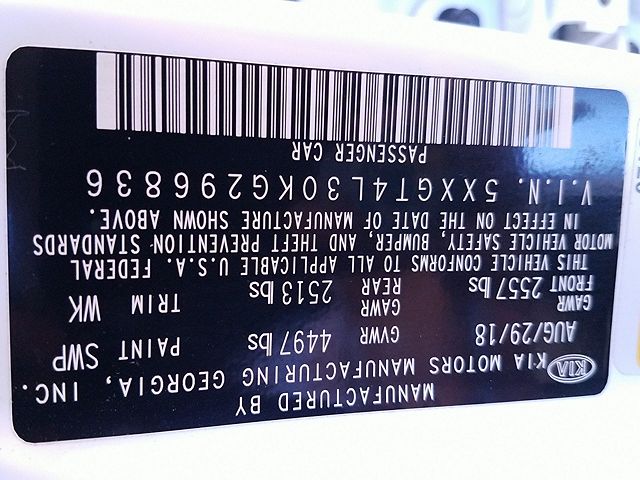 MANUFACTURED BY
KIA KIA MOTORS MANUFACTURING GEORGIA, INC.
AUG/29/18 GVWR 4497 lbs PAINT SWP
GAWR FRONT 2557 lbs GAWR REAR 2513 lbs TRIM WK
THIS VEHICLE CONFORMS TO ALL APPLICABLE U.S.A. FEDERAL
MOTOR VEHICLE SAFETY, BUMPER, AND THEFT PREVENTION STANDARDS
IN EFFECT ON THE DATE OF MANUFACTURE SHOWN ABOVE.
V.I.N. 5XXGT4L30KG296836
PASSENGER CAR